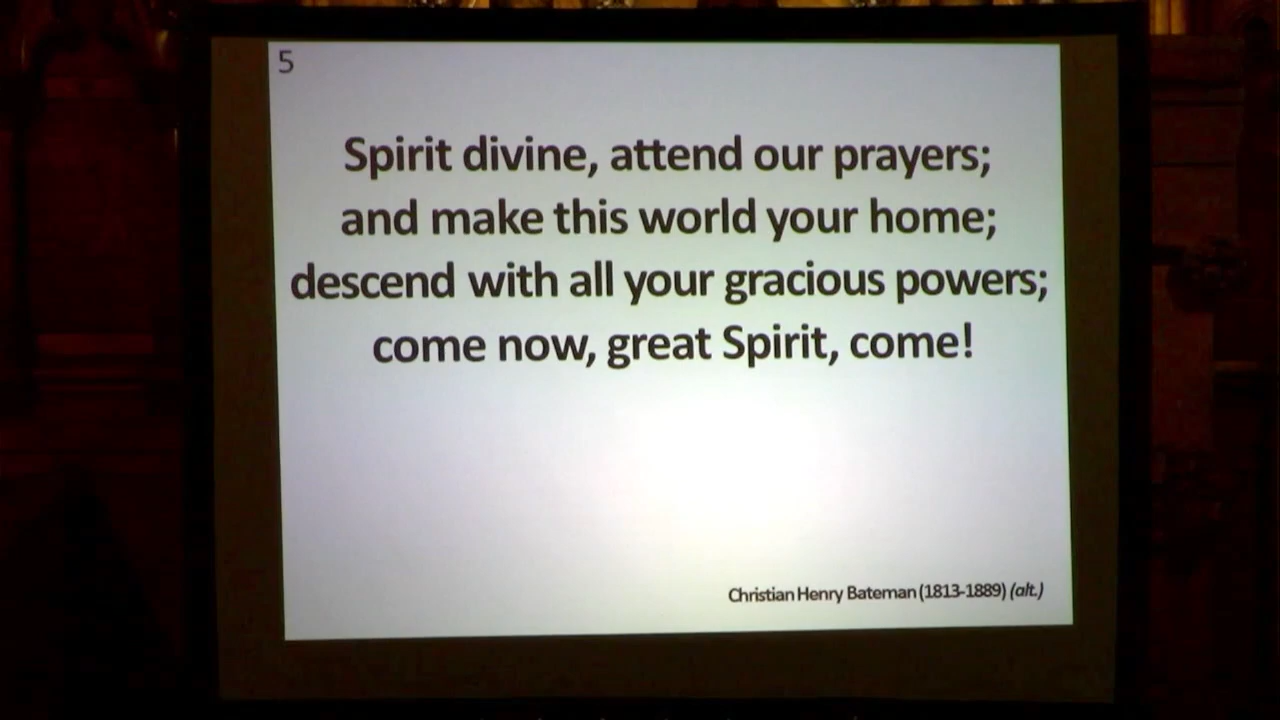 5
Spirit divine, attend our prayers;
and make this world your home;
descend with all your gracious powers;
come now, great Spirit, come!
Christian Henry Bateman (1813-1889) (alt.)